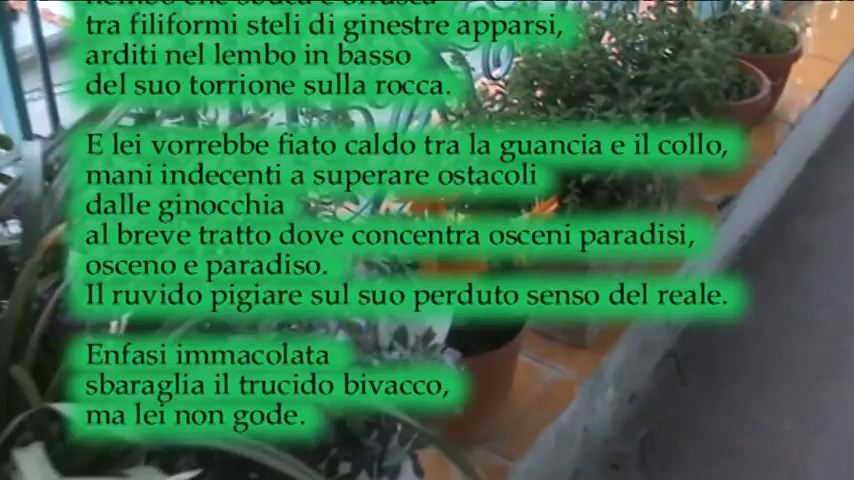 tra filiformi steli di ginestre apparsi,
arditi nel lembo in basso
del suo torrione sulla rocca.
E lei vorrebbe fiato caldo tra la guancia e il collo,
mani indecenti a superare ostacoli
dalle ginocchia
al breve tratto dove concentra osceni paradisi,
osceno e paradiso.
Il ruvido pigiare sul suo perduto senso del reale.
Enfasi immacolata
sbaraglia il trucido bivacco,
ma lei non gode.